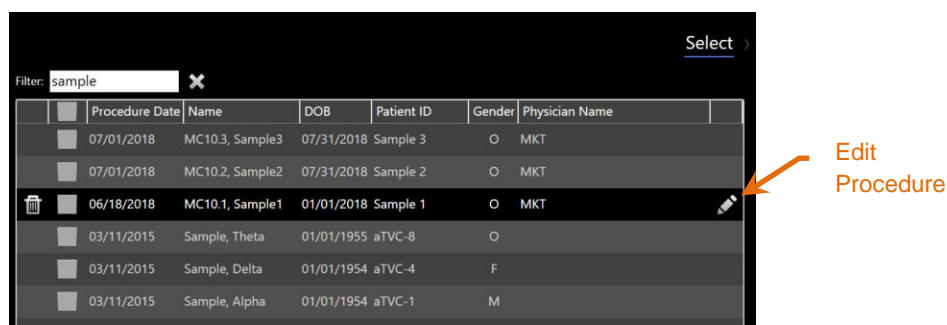 Select
Filter: sample
Procedure Date Name DOB Patient ID Gender Physician Name
07/01/2018 MC10.3, Sample3 07/31/2018 Sample 3 O MKT
07/01/2018 MC10.2, Sample2 07/31/2018 Sample 2 O MKT
06/18/2018 MC10.1, Sample1 01/01/2018 Sample 1 O MKT
03/11/2015 Sample, Theta 01/01/1955 aTVC-8 O
03/11/2015 Sample, Delta 01/01/1954 aTVC-4 F
03/11/2015 Sample, Alpha 01/01/1954 aTVC-1 M
Edit
Procedure